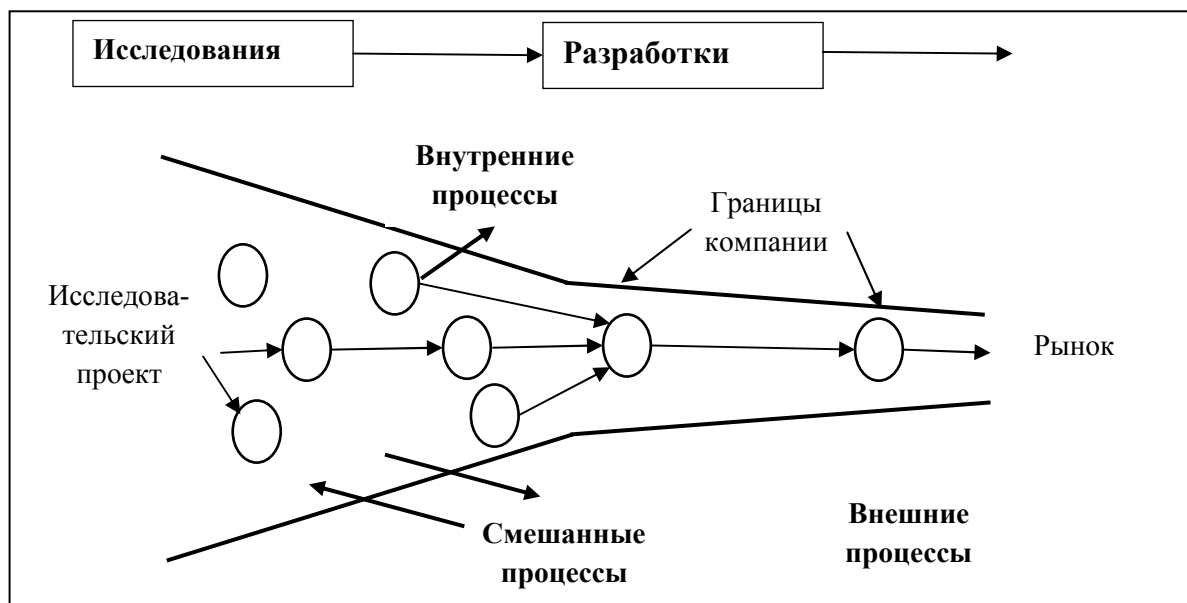 Исследования
Разработки
Внутренние
процессы
Границы
компании
Исследова-
тельский
проект
Рынок
Смешанные
процессы
Внешние
процессы